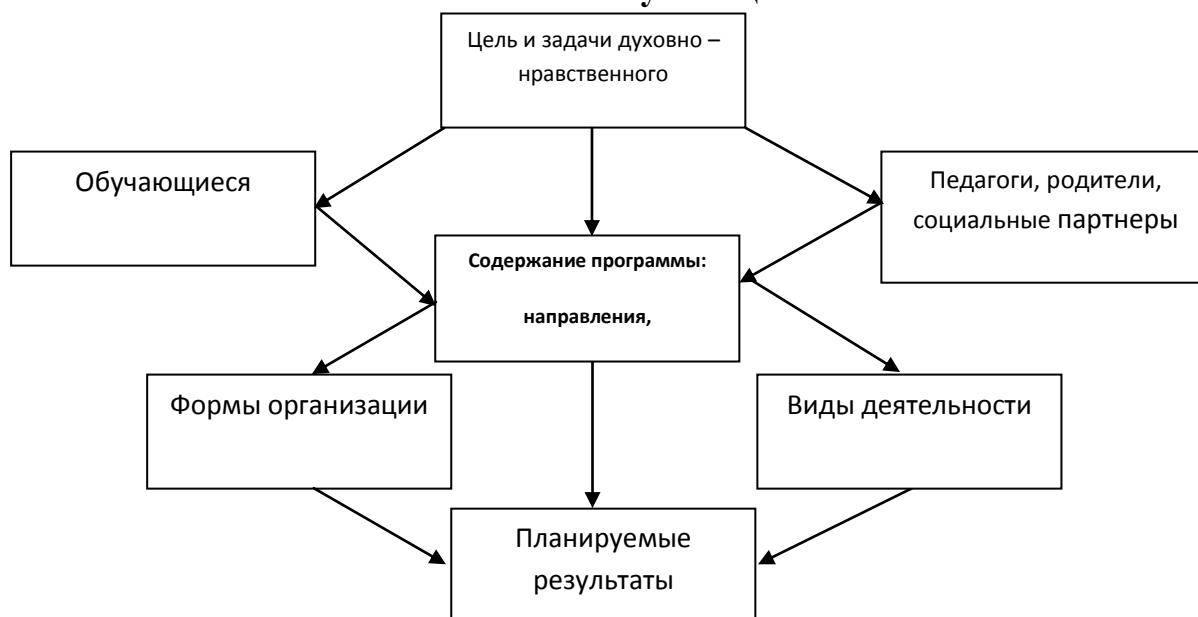 Цель и задачи духовно –
нравственного
Обучающиеся
Педагоги, родители,
социальные партнеры
Содержание программы:
направления,
Формы организации
Виды деятельности
Планируемые
результаты